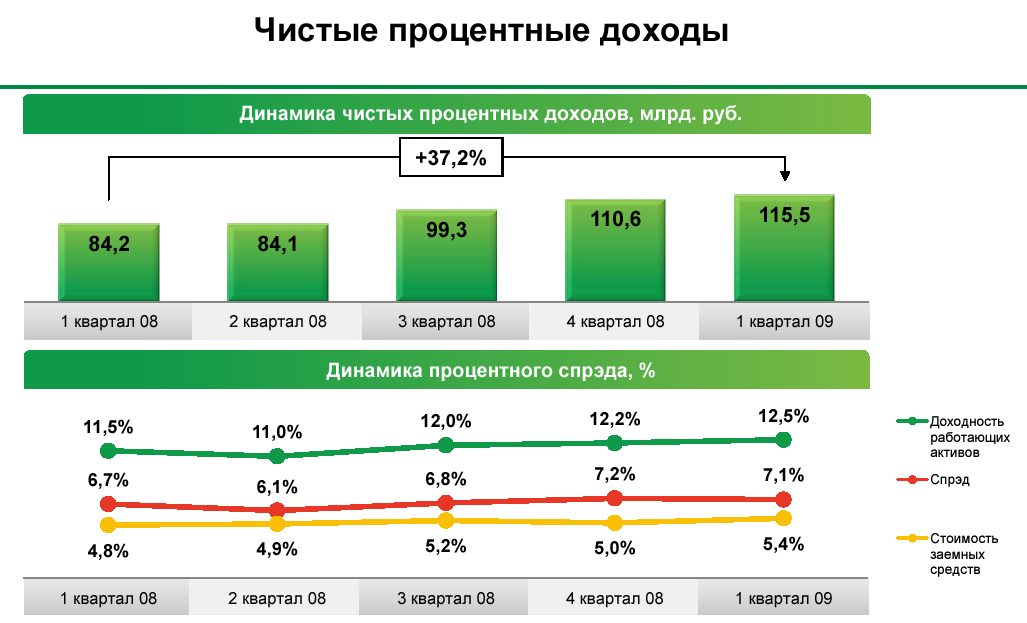 Чистые процентные доходы
Динамика чистых процентных доходов, млрд. руб.
+37,2%
84,2 84,1 99,3 110,6 115,5
1 квартал 08 2 квартал 08 3 квартал 08 4 квартал 08 1 квартал 09
Динамика процентного спрэда, %
11,5% 11,0% 12,0% 12,2% 12,5%
6,7% 6,1% 6,8% 7,2% 7,1%
4,8% 4,9% 5,2% 5,0% 5,4%
1 квартал 08 2 квартал 08 3 квартал 08 4 квартал 08 1 квартал 09
Доходность
работающих
активов
Спрэд
Стоимость
заемных
средств